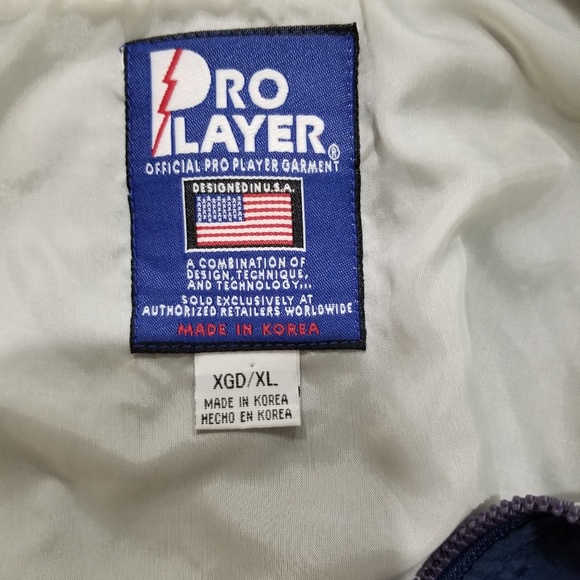 PRO
PLAYER®
OFFICIAL PRO PLAYER GARMENT
DESIGNED IN U.S.A.
A COMBINATION OF
DESIGN, TECHNIQUE,
AND TECHNOLOGY...
SOLD EXCLUSIVELY AT
AUTHORIZED RETAILERS WORLDWIDE
MADE IN KOREA
XGD/XL
MADE IN KOREA
HECHO EN KOREA